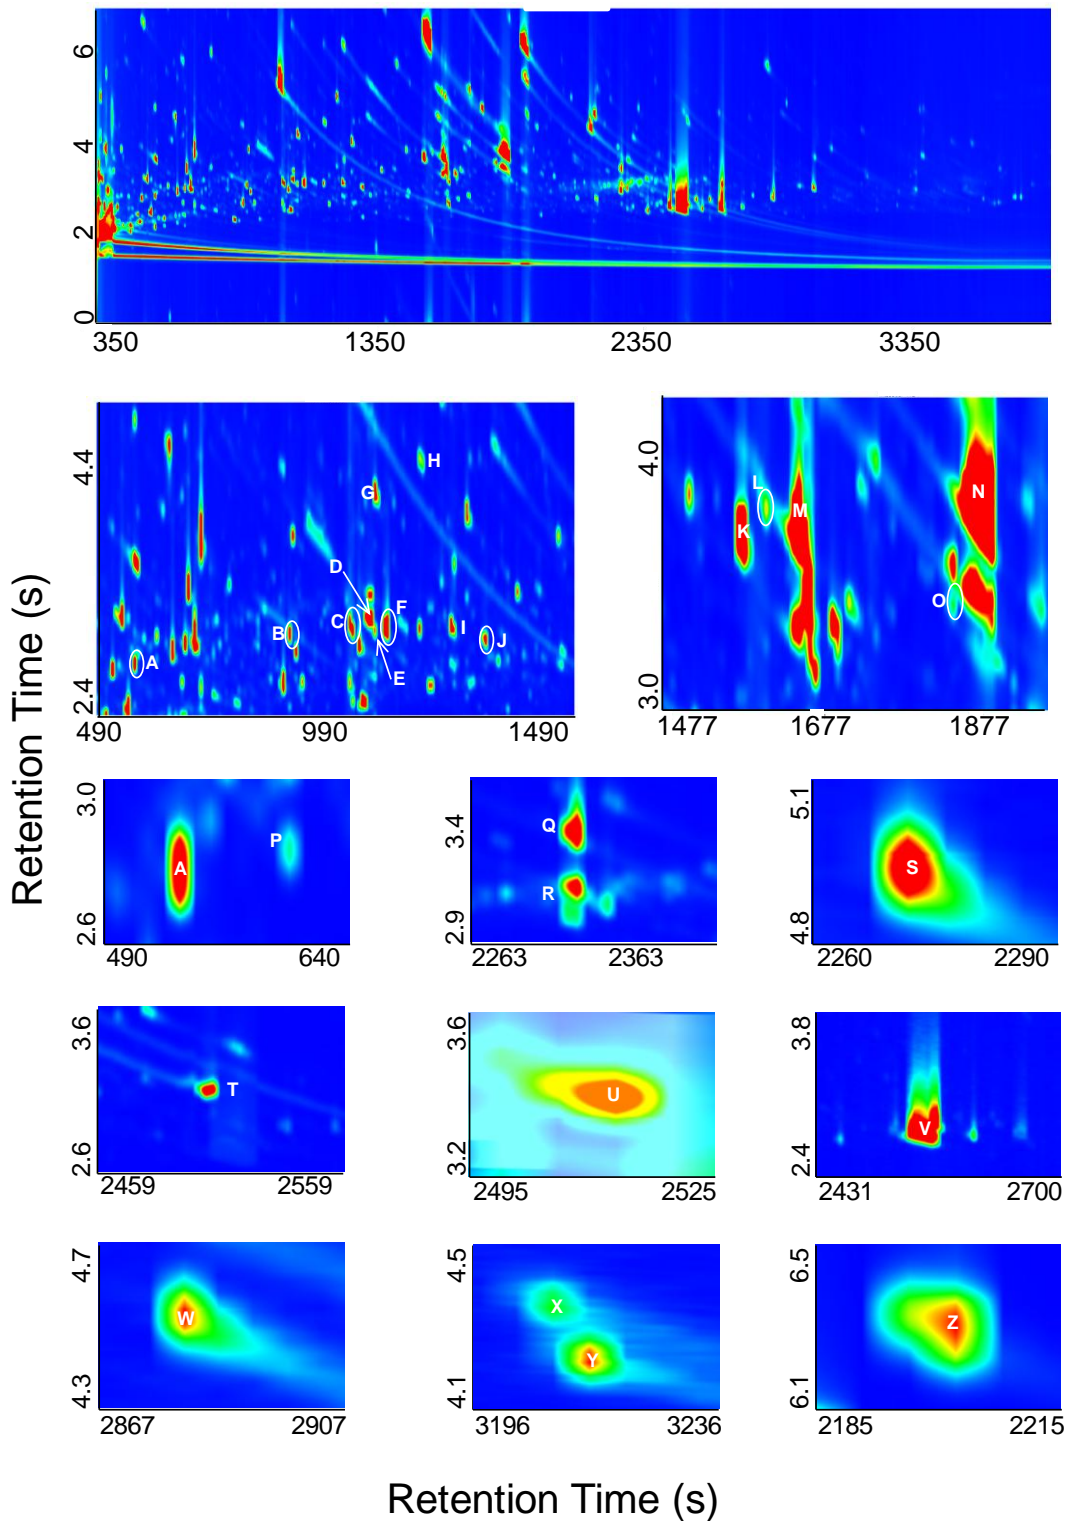 6
4
2
0
350 1350 2350 3350
4.4
2.4
A B C D E F G H I J
490 990 1490
4.0
3.0
K L M N O
1477 1677 1877
3.0
2.6
A P
490 640
3.4
2.9
Q
R
2263 2363
5.1
4.8
S
2260 2290
3.6
2.6
T
2459 2559
3.6
3.2
U
2495 2525
3.8
2.4
V
2431 2700
4.7
4.3
W
2867 2907
4.5
4.1
X
Y
3196 3236
6.5
6.1
Z
2185 2215
Retention Time (s)
Retention Time (s)